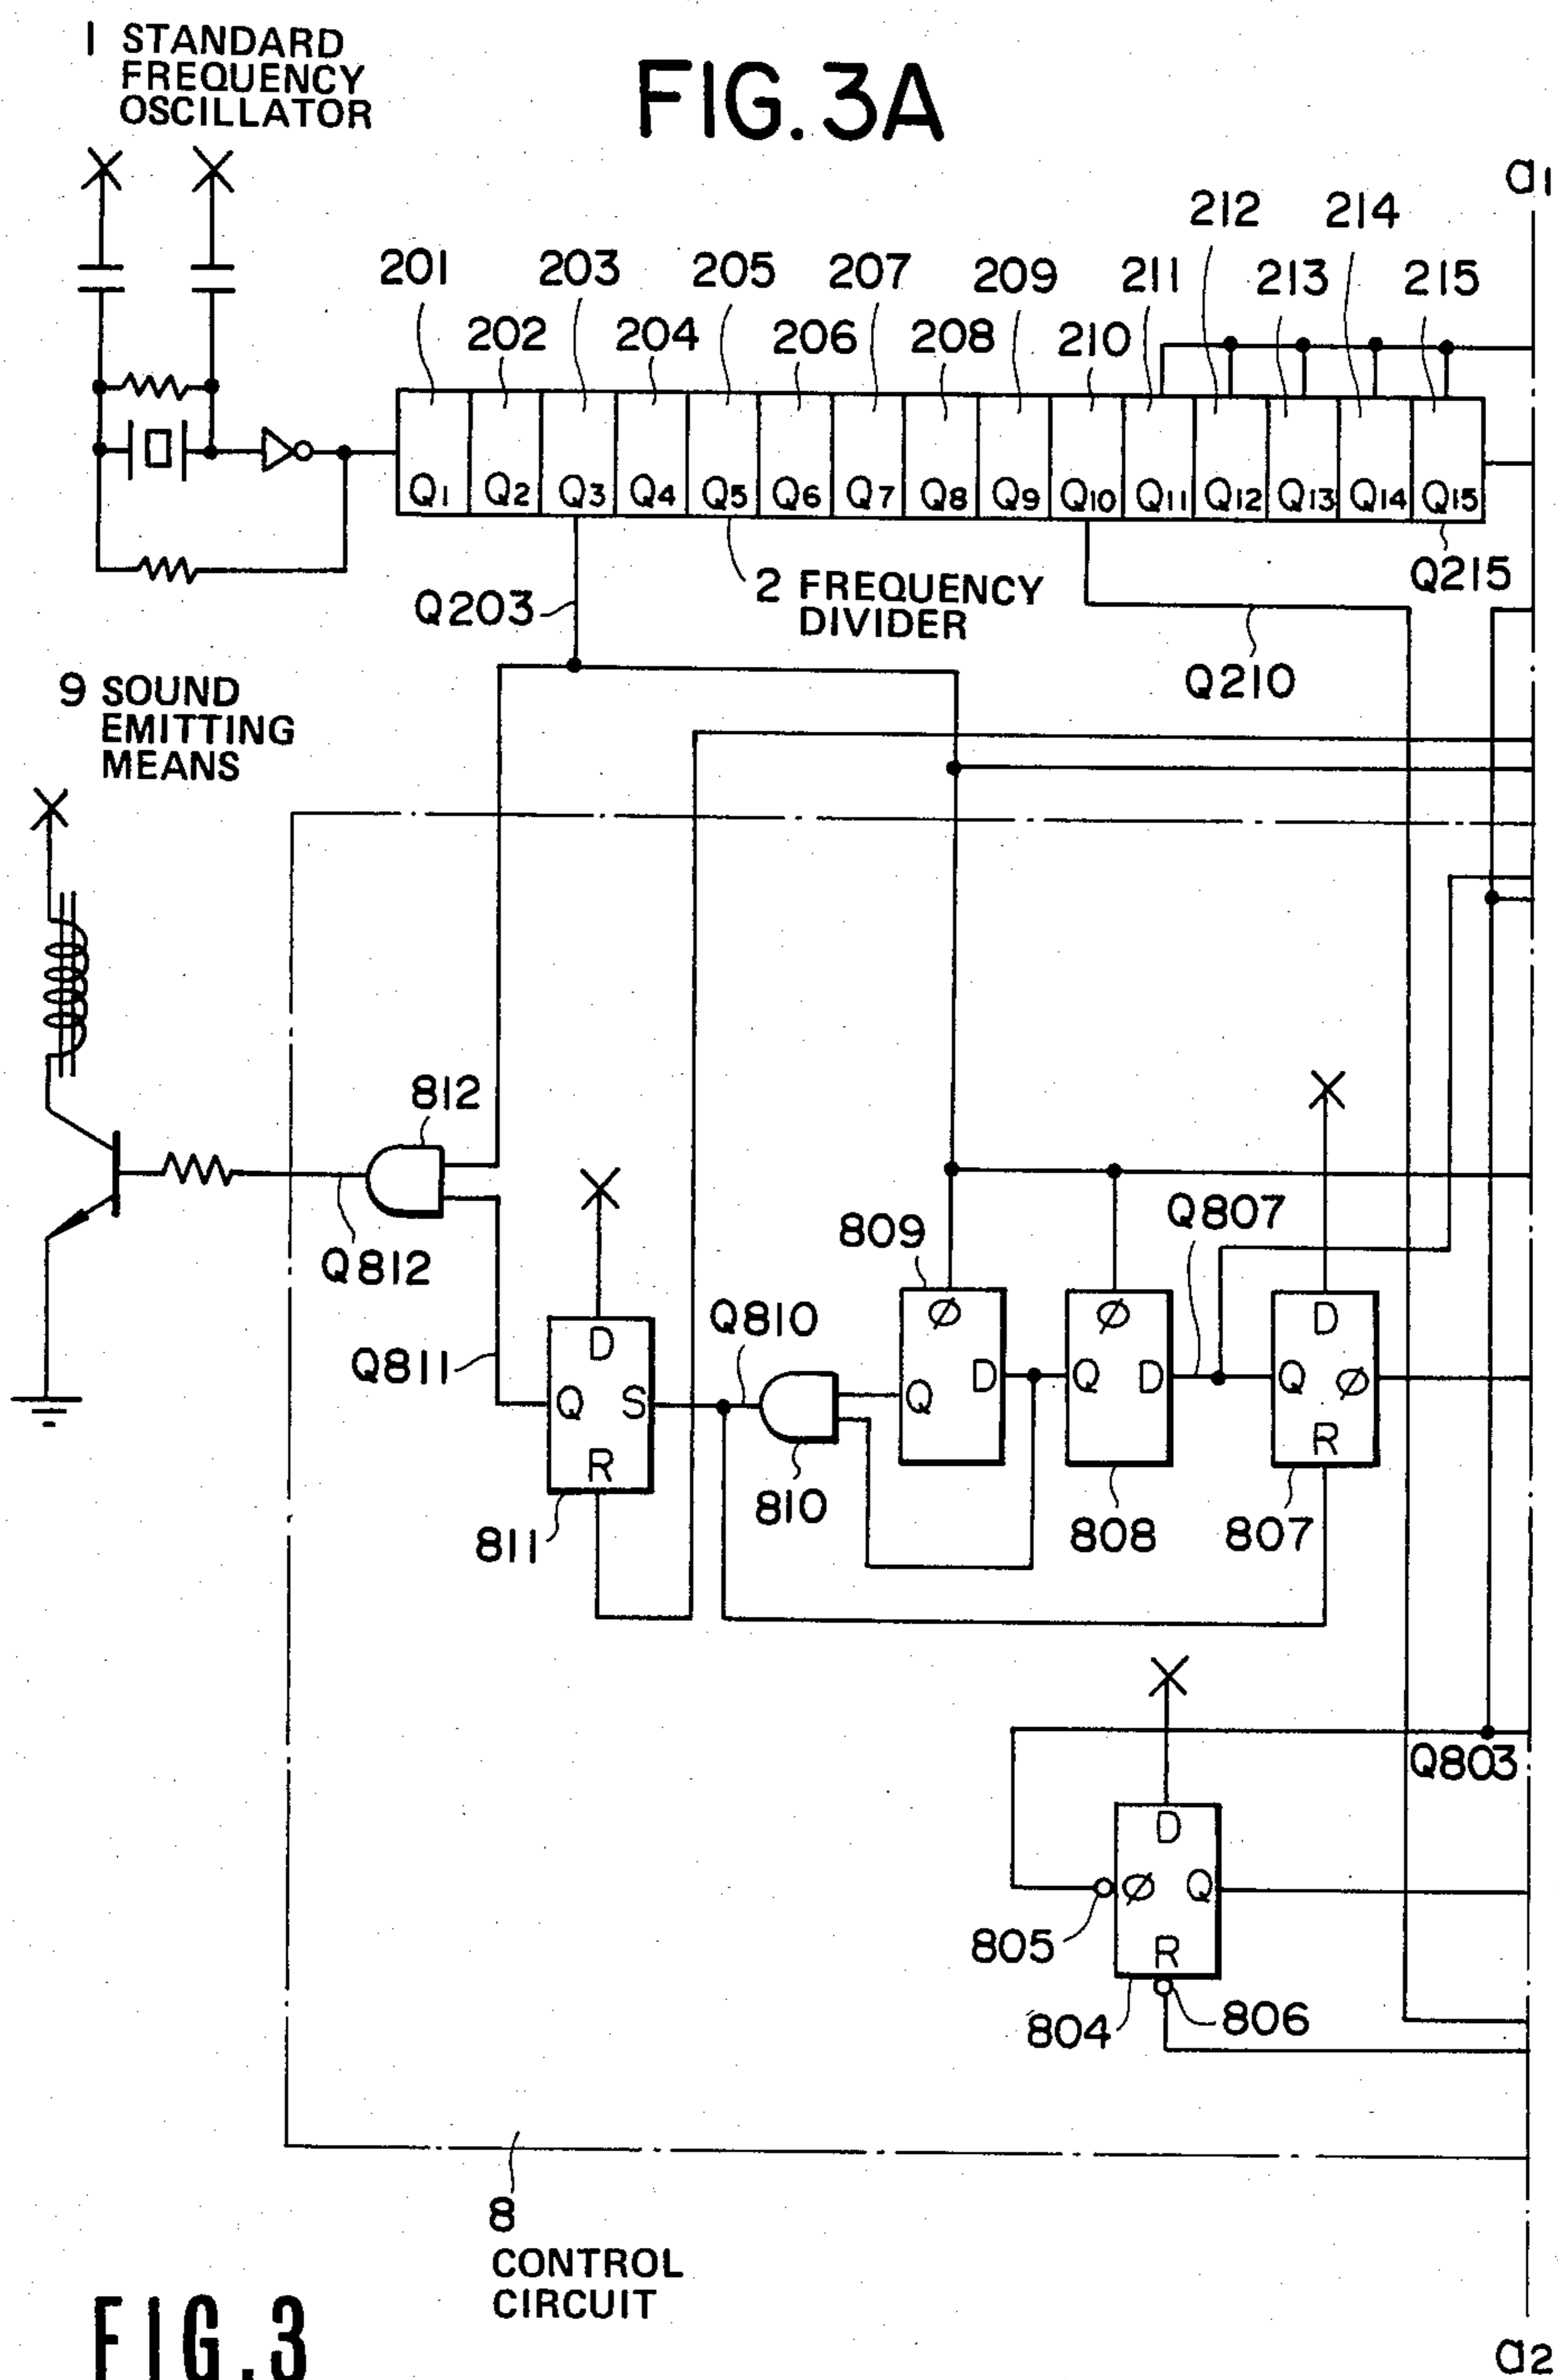 1 STANDARD
FREQUENCY
OSCILLATOR
FIG. 3A
a1
212 214
201 203 205 207 209 211 213 215
202 204 206 208 210
Q1 Q2 Q3 Q4 Q5 Q6 Q7 Q8 Q9 Q10 Q11 Q12 Q13 Q14 Q15
Q203
2 FREQUENCY
DIVIDER
Q215
Q210
9 SOUND
EMITTING
MEANS
812
Q812
Q811
D
Q S
R
811
Q810
810
809
Ø
D
Q
Ø
Q D
808
Q807
D
Q Ø
R
807
Q803
D
Ø Q
R
805
804
806
8
CONTROL
CIRCUIT
FIG.3
a2